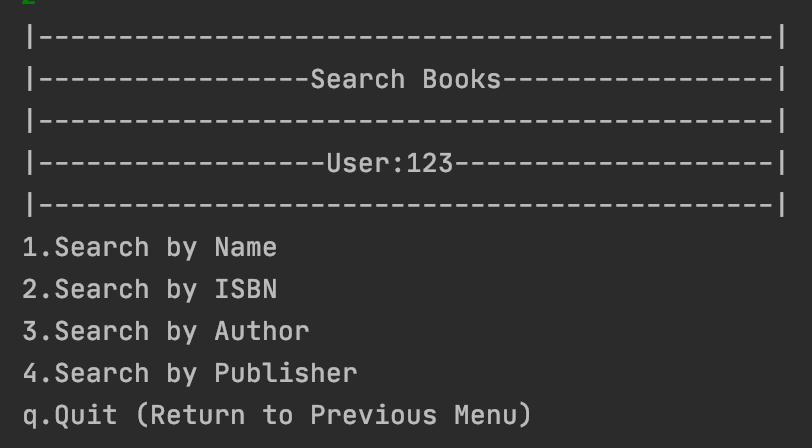 |----------------------------------------------|
|-----------------Search Books-----------------|
|----------------------------------------------|
|------------------User:123--------------------|
|----------------------------------------------|
1.Search by Name
2.Search by ISBN
3.Search by Author
4.Search by Publisher
q.Quit (Return to Previous Menu)